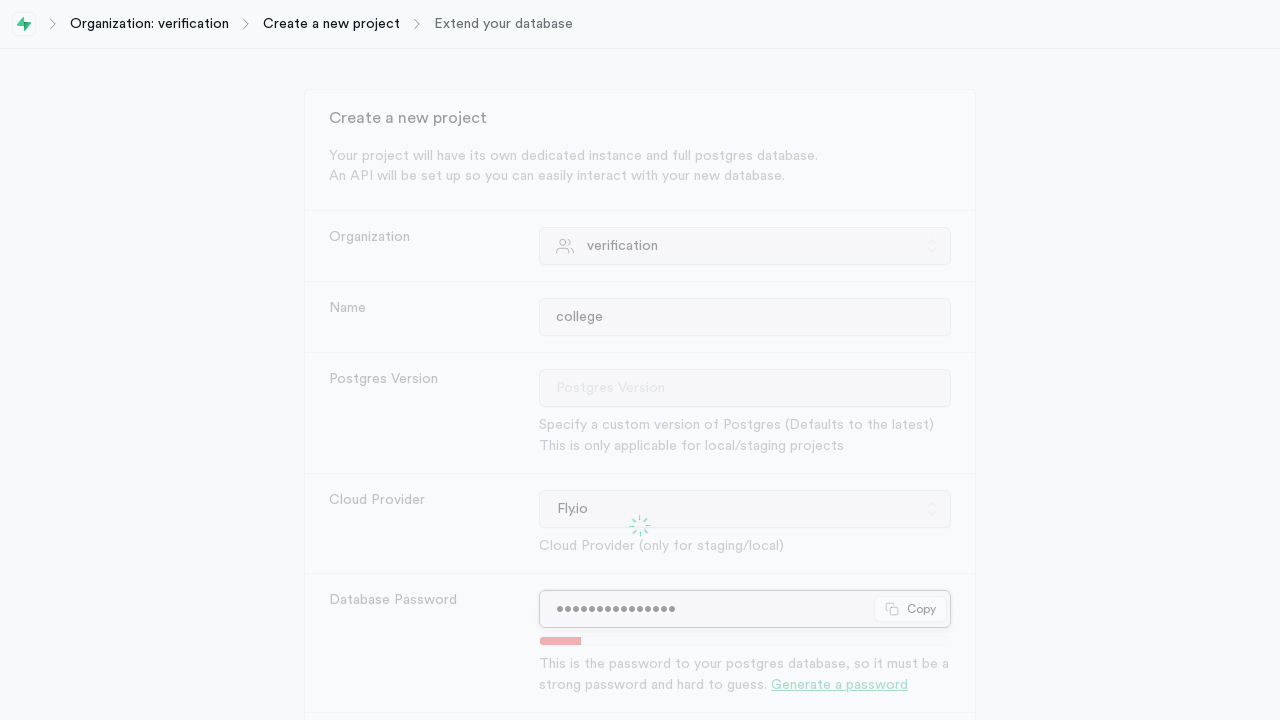 Organization: verification
Create a new project
Extend your database
Create a new project
Your project will have its own dedicated instance and full postgres database.
An API will be set up so you can easily interact with your new database.
Organization
verification
Name
college
Postgres Version
Postgres Version
Specify a custom version of Postgres (Defaults to the latest)
This is only applicable for local/staging projects
Cloud Provider
Fly.io
Cloud Provider (only for staging/local)
Database Password
•••••••••••••••
Copy
This is the password to your postgres database, so it must be a
strong password and hard to guess. Generate a password